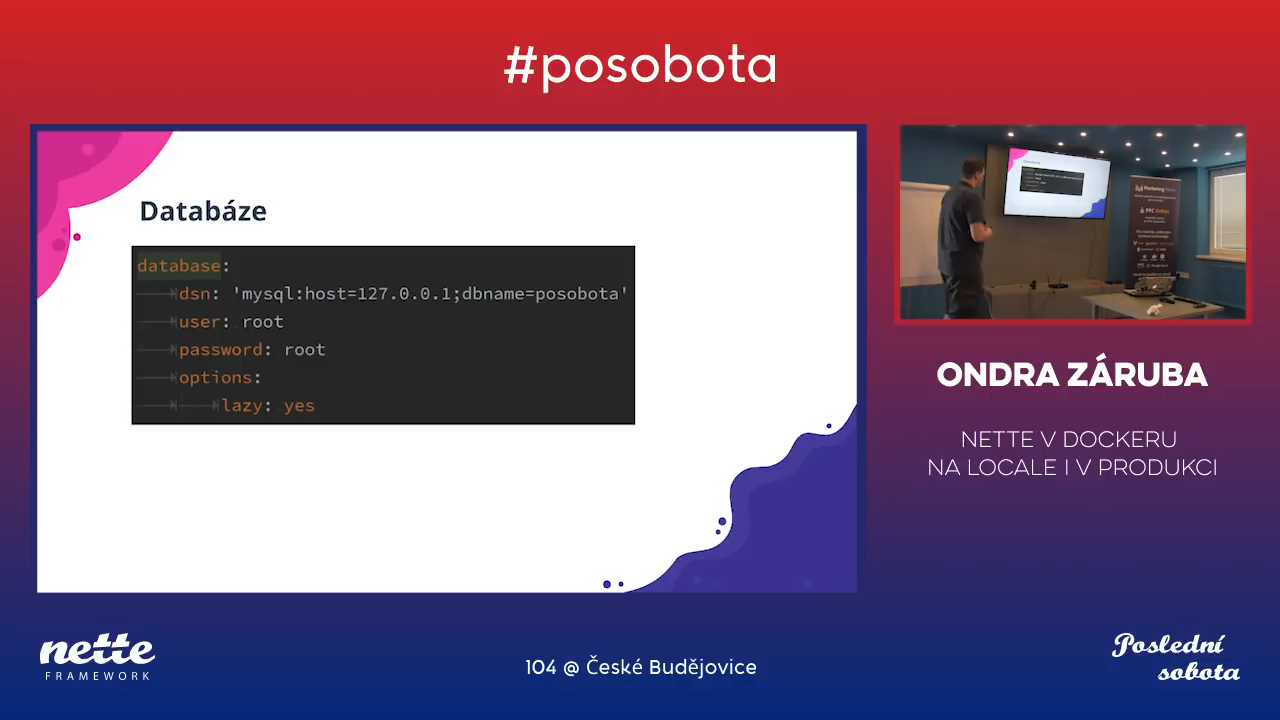 #posobota
Databáze
database:
dsn: 'mysql:host=127.0.0.1;dbname=posobota'
user: root
password: root
options:
lazy: yes
ONDRA ZÁRUBA
NETTE V DOCKERU
NA LOCALE I V PRODUKCI
nette
FRAMEWORK
104 @ České Budějovice
Poslední
sobota